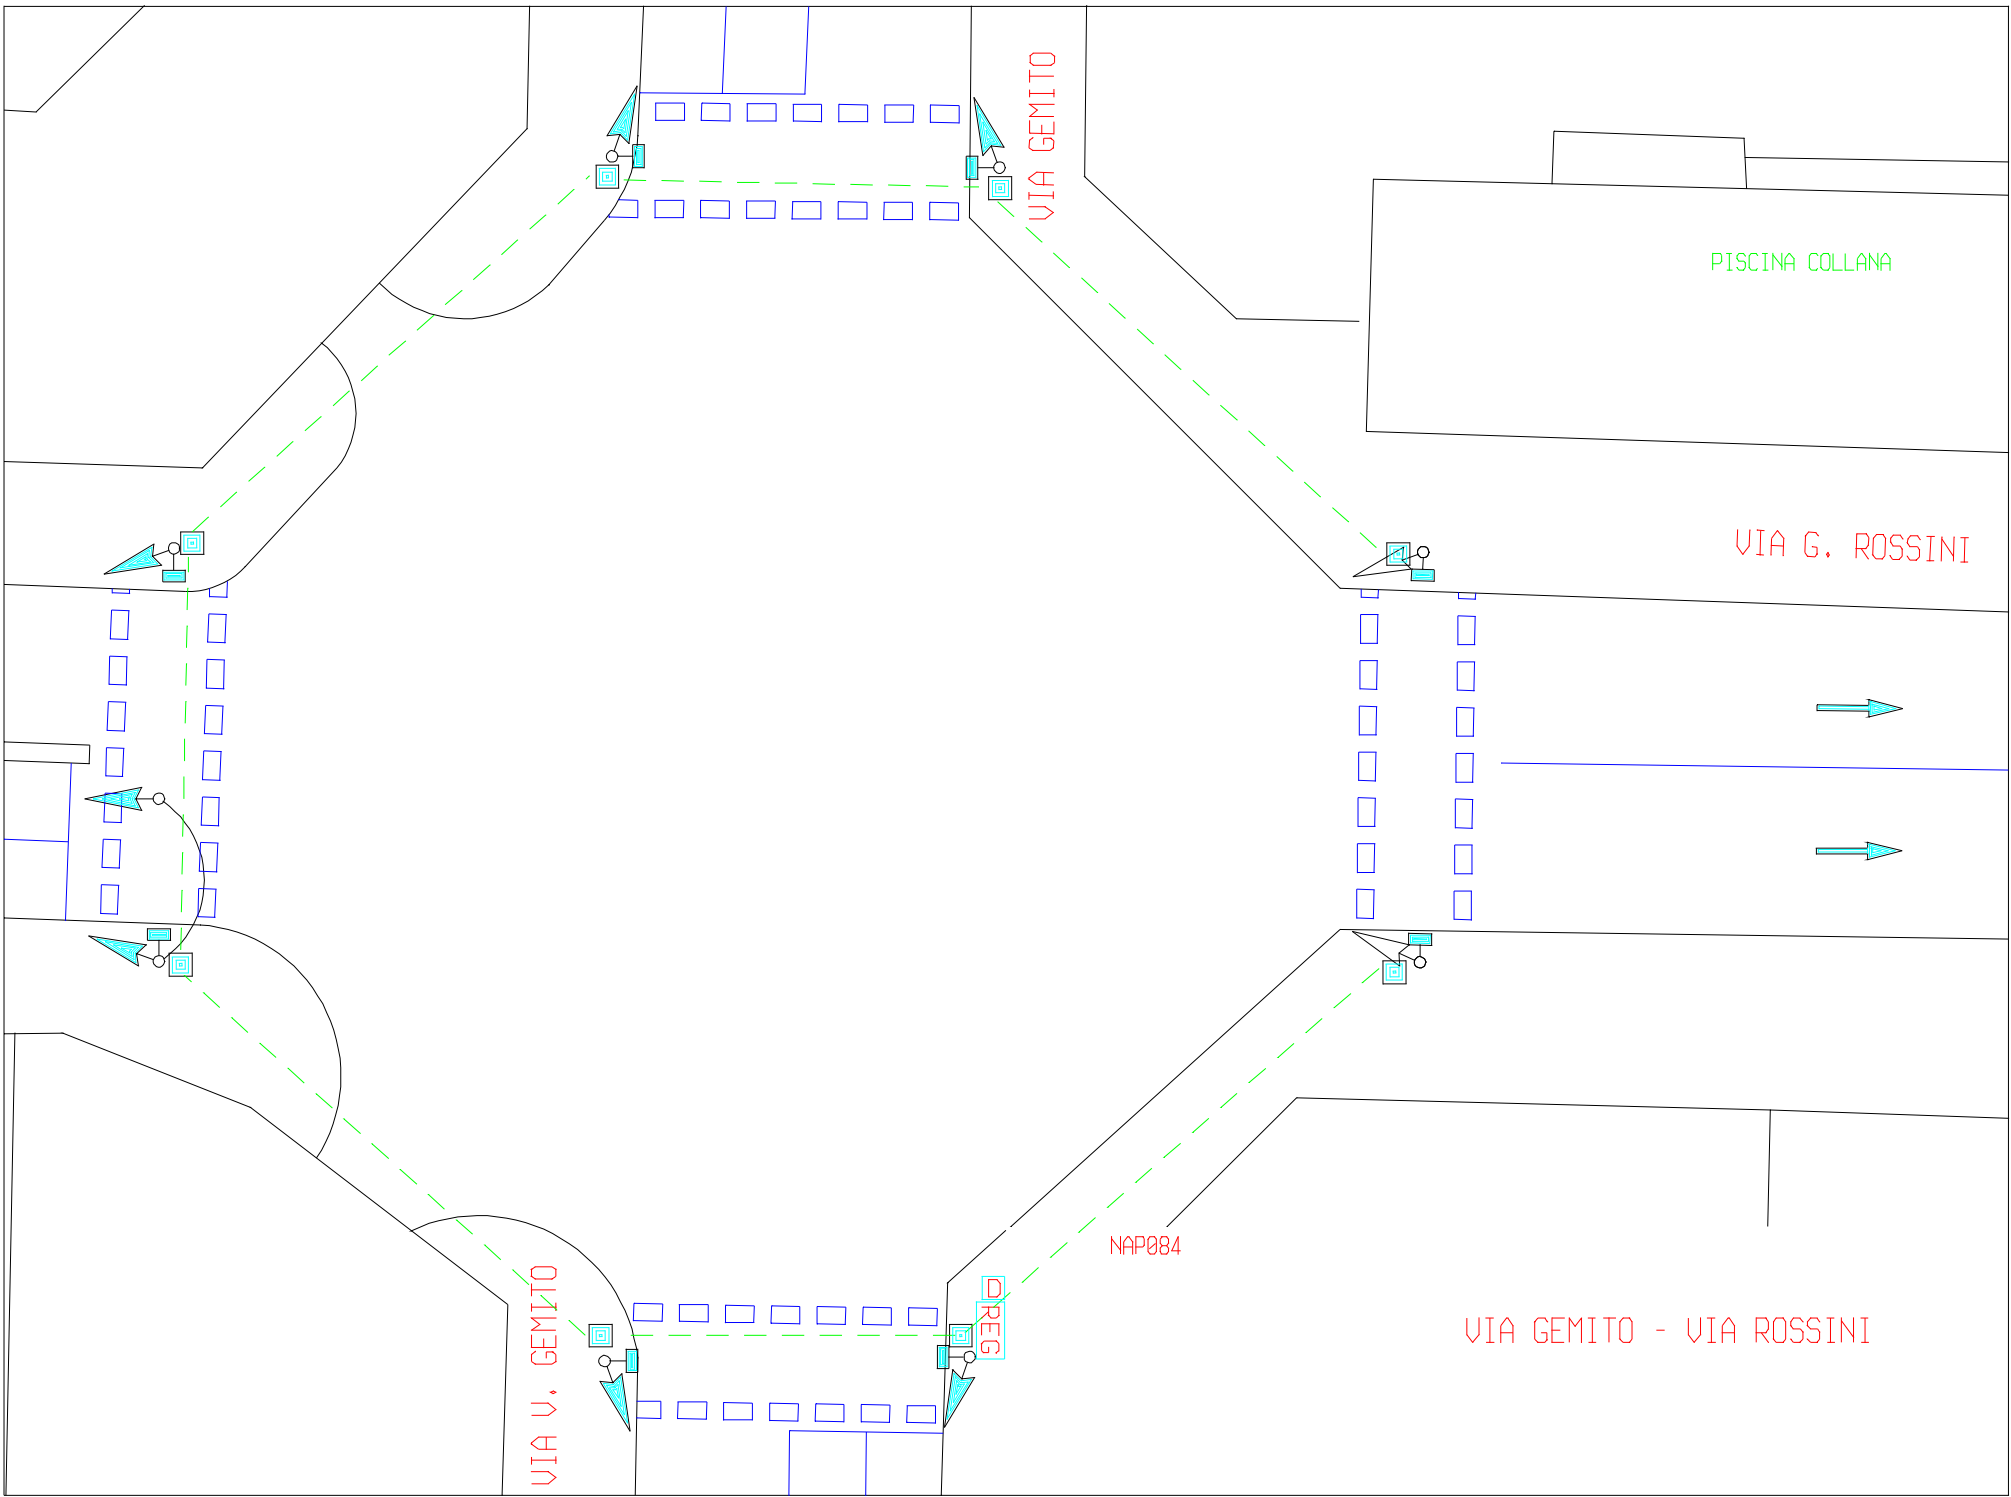 VIA GEMITO
PISCINA COLLANA
VIA G. ROSSINI
NAP084
D
REG
VIA V. GEMITO
VIA GEMITO - VIA ROSSINI